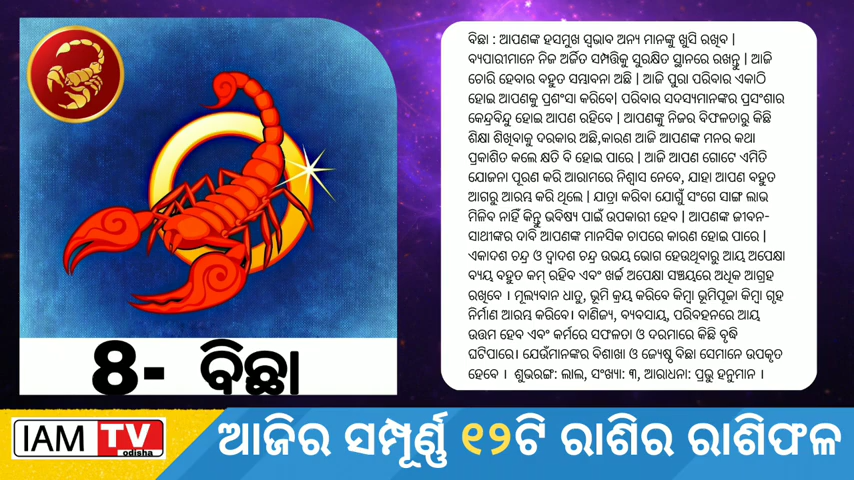 ବିଛା : ଆପଣଙ୍କ ହସମୁଖ ସ୍ବଭାବ ଅନ୍ୟ ମାନଙ୍କୁ ଖୁସି ରଖିବ |
ବ୍ୟପାରୀମାନେ ନିଜ ଅର୍ଜିତ ସମ୍ପତ୍ତିକୁ ସୁରକ୍ଷିତ ସ୍ଥାନରେ ରଖନ୍ତୁ | ଆଜି
ଚୋରି ହେବାର ବହୁତ ସମ୍ଭାବନା ଅଛି | ଆଜି ପୁରା ପରିବାର ଏକାଠି
ହୋଇ ଆପଣକୁ ପ୍ରଶଂସା କରିବେ| ପରିବାର ସଦସ୍ୟମାନଙ୍କର ପ୍ରସଂଶାର
କେନ୍ଦ୍ରବିନ୍ଦୁ ହୋଇ ଆପଣ ରହିବେ | ଆପଣଙ୍କୁ ନିଜର ବିଫଳତାରୁ କିଛି
ଶିକ୍ଷା ଶିଖିବାକୁ ଦରକାର ଅଛି,କାରଣ ଆଜି ଆପଣଙ୍କ ମନର କଥା
ପ୍ରକାଶିତ କଲେ କ୍ଷତି ବି ହୋଇ ପାରେ | ଆଜି ଆପଣ ଗୋଟେ ଏମିତି
ଯୋଜନା ପୂରଣ କରି ଆରାମରେ ନିଶ୍ୱାସ ନେବେ, ଯାହା ଆପଣ ବହୁତ
ଆଗରୁ ଆରମ୍ଭ କରି ଥିଲେ | ଯାତ୍ରା କରିବା ଯୋଗୁଁ ସଂଗେ ସାଙ୍ଗ ଲାଭ
ମିଳିବ ନାହିଁ କିନ୍ତୁ ଭବିଷ୍ୟ ପାଇଁ ଉପକାରୀ ହେବ | ଆପଣଙ୍କ ଜୀବନ-
ସାଥୀଙ୍କର ଦାବି ଆପଣଙ୍କ ମାନସିକ ଚାପରେ କାରଣ ହୋଇ ପାରେ |
ଏକାଦଶ ଚନ୍ଦ୍ର ଓ ଦ୍ୱାଦଶ ଚନ୍ଦ୍ର ଉଭୟ ଭୋଗ ହେଉଥିବାରୁ ଆୟ ଅପେକ୍ଷା
ବ୍ୟୟ ବହୁତ କମ୍ ରହିବ ଏବଂ ଖର୍ଚ୍ଚ ଅପେକ୍ଷା ସଞ୍ଚୟରେ ଅଧିକ ଆଗ୍ରହ
ରଖିବେ । ମୂଲ୍ୟବାନ ଧାତୁ, ଭୂମି କ୍ରୟ କରିବେ କିମ୍ବା ଭୂମିପୂଜା କିମ୍ବା ଗୃହ
ନିର୍ମାଣ ଆରମ୍ଭ କରିବେ। ବାଣିଜ୍ୟ, ବ୍ୟବସାୟ, ପରିବହନରେ ଆୟ
ଉତ୍ତମ ହେବ ଏବଂ କର୍ମରେ ସଫଳତା ଓ ଦରମାରେ କିଛି ବୃଦ୍ଧି
ଘଟିପାରେ। ଯେଉଁମାନଙ୍କର ବିଶାଖା ଓ ଜ୍ୟେଷ୍ଠ ବିଛା ସେମାନେ ଉପକୃତ
ହେବେ । ଶୁଭରଙ୍ଗ: ଲାଲ, ସଂଖ୍ୟା: ୩, ଆରାଧନା: ପ୍ରଭୁ ହନୁମାନ ।
8- ବିଛା
IAM TV odisha
ଆଜିର ସମ୍ପୂର୍ଣ୍ଣ ୧୨ଟି ରାଶିର ରାଶିଫଳ